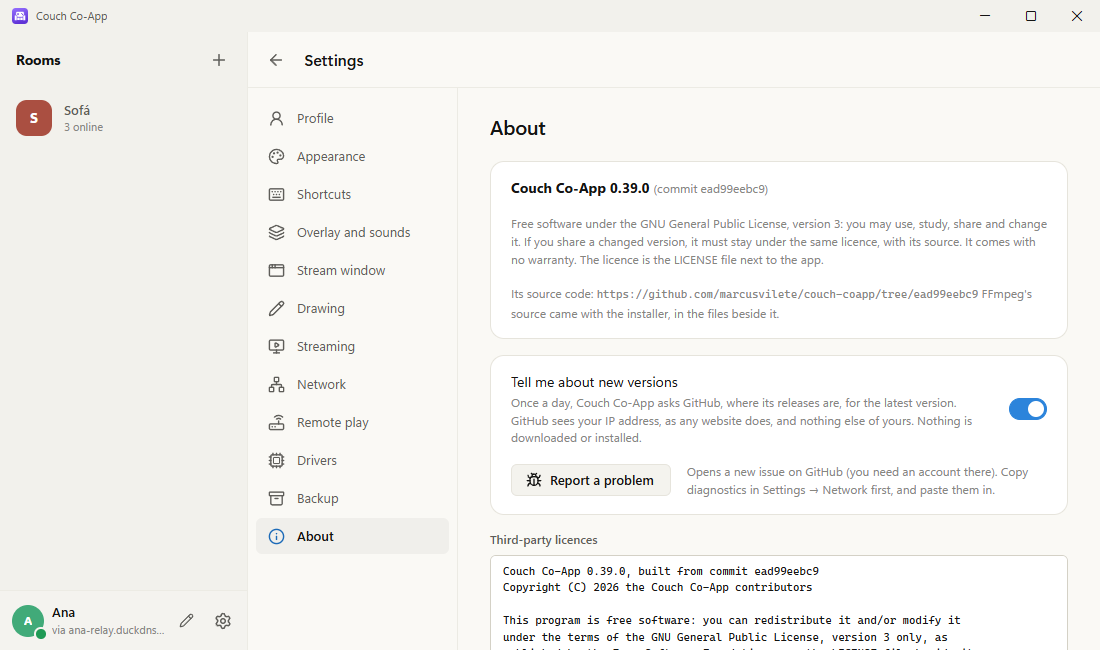 Couch Co-App
Rooms
S
Sofá
3 online
A
Ana
via ana-relay.duckdns...
Settings
Profile
Appearance
Shortcuts
Overlay and sounds
Stream window
Drawing
Streaming
Network
Remote play
Drivers
Backup
About
About
Couch Co-App 0.39.0 (commit ead99eebc9)
Free software under the GNU General Public License, version 3: you may use, study, share and change
it. If you share a changed version, it must stay under the same licence, with its source. It comes with
no warranty. The licence is the LICENSE file next to the app.
Its source code: https://github.com/marcusvilete/couch-coapp/tree/ead99eebc9 FFmpeg's
source came with the installer, in the files beside it.
Tell me about new versions
Once a day, Couch Co-App asks GitHub, where its releases are, for the latest version.
GitHub sees your IP address, as any website does, and nothing else of yours. Nothing is
downloaded or installed.
Report a problem
Opens a new issue on GitHub (you need an account there). Copy
diagnostics in Settings → Network first, and paste them in.
Third-party licences
Couch Co-App 0.39.0, built from commit ead99eebc9
Copyright (C) 2026 the Couch Co-App contributors
This program is free software: you can redistribute it and/or modify it
under the terms of the GNU General Public License, version 3 only, as